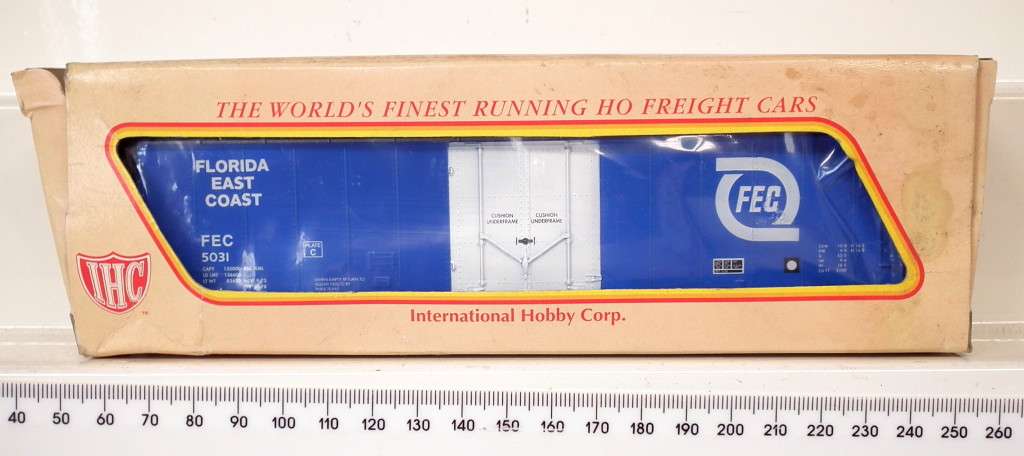 THE WORLD'S FINEST RUNNING HO FREIGHT CARS
FLORIDA
EAST
COAST
FEC
5031
PLATE
C
CUSHION UNDERFRAME
CUSHION UNDERFRAME
FEC
IHC
TM
International Hobby Corp.
40 50 60 70 80 90 100 110 120 130 140 150 160 170 180 190 200 210 220 230 240 250 260